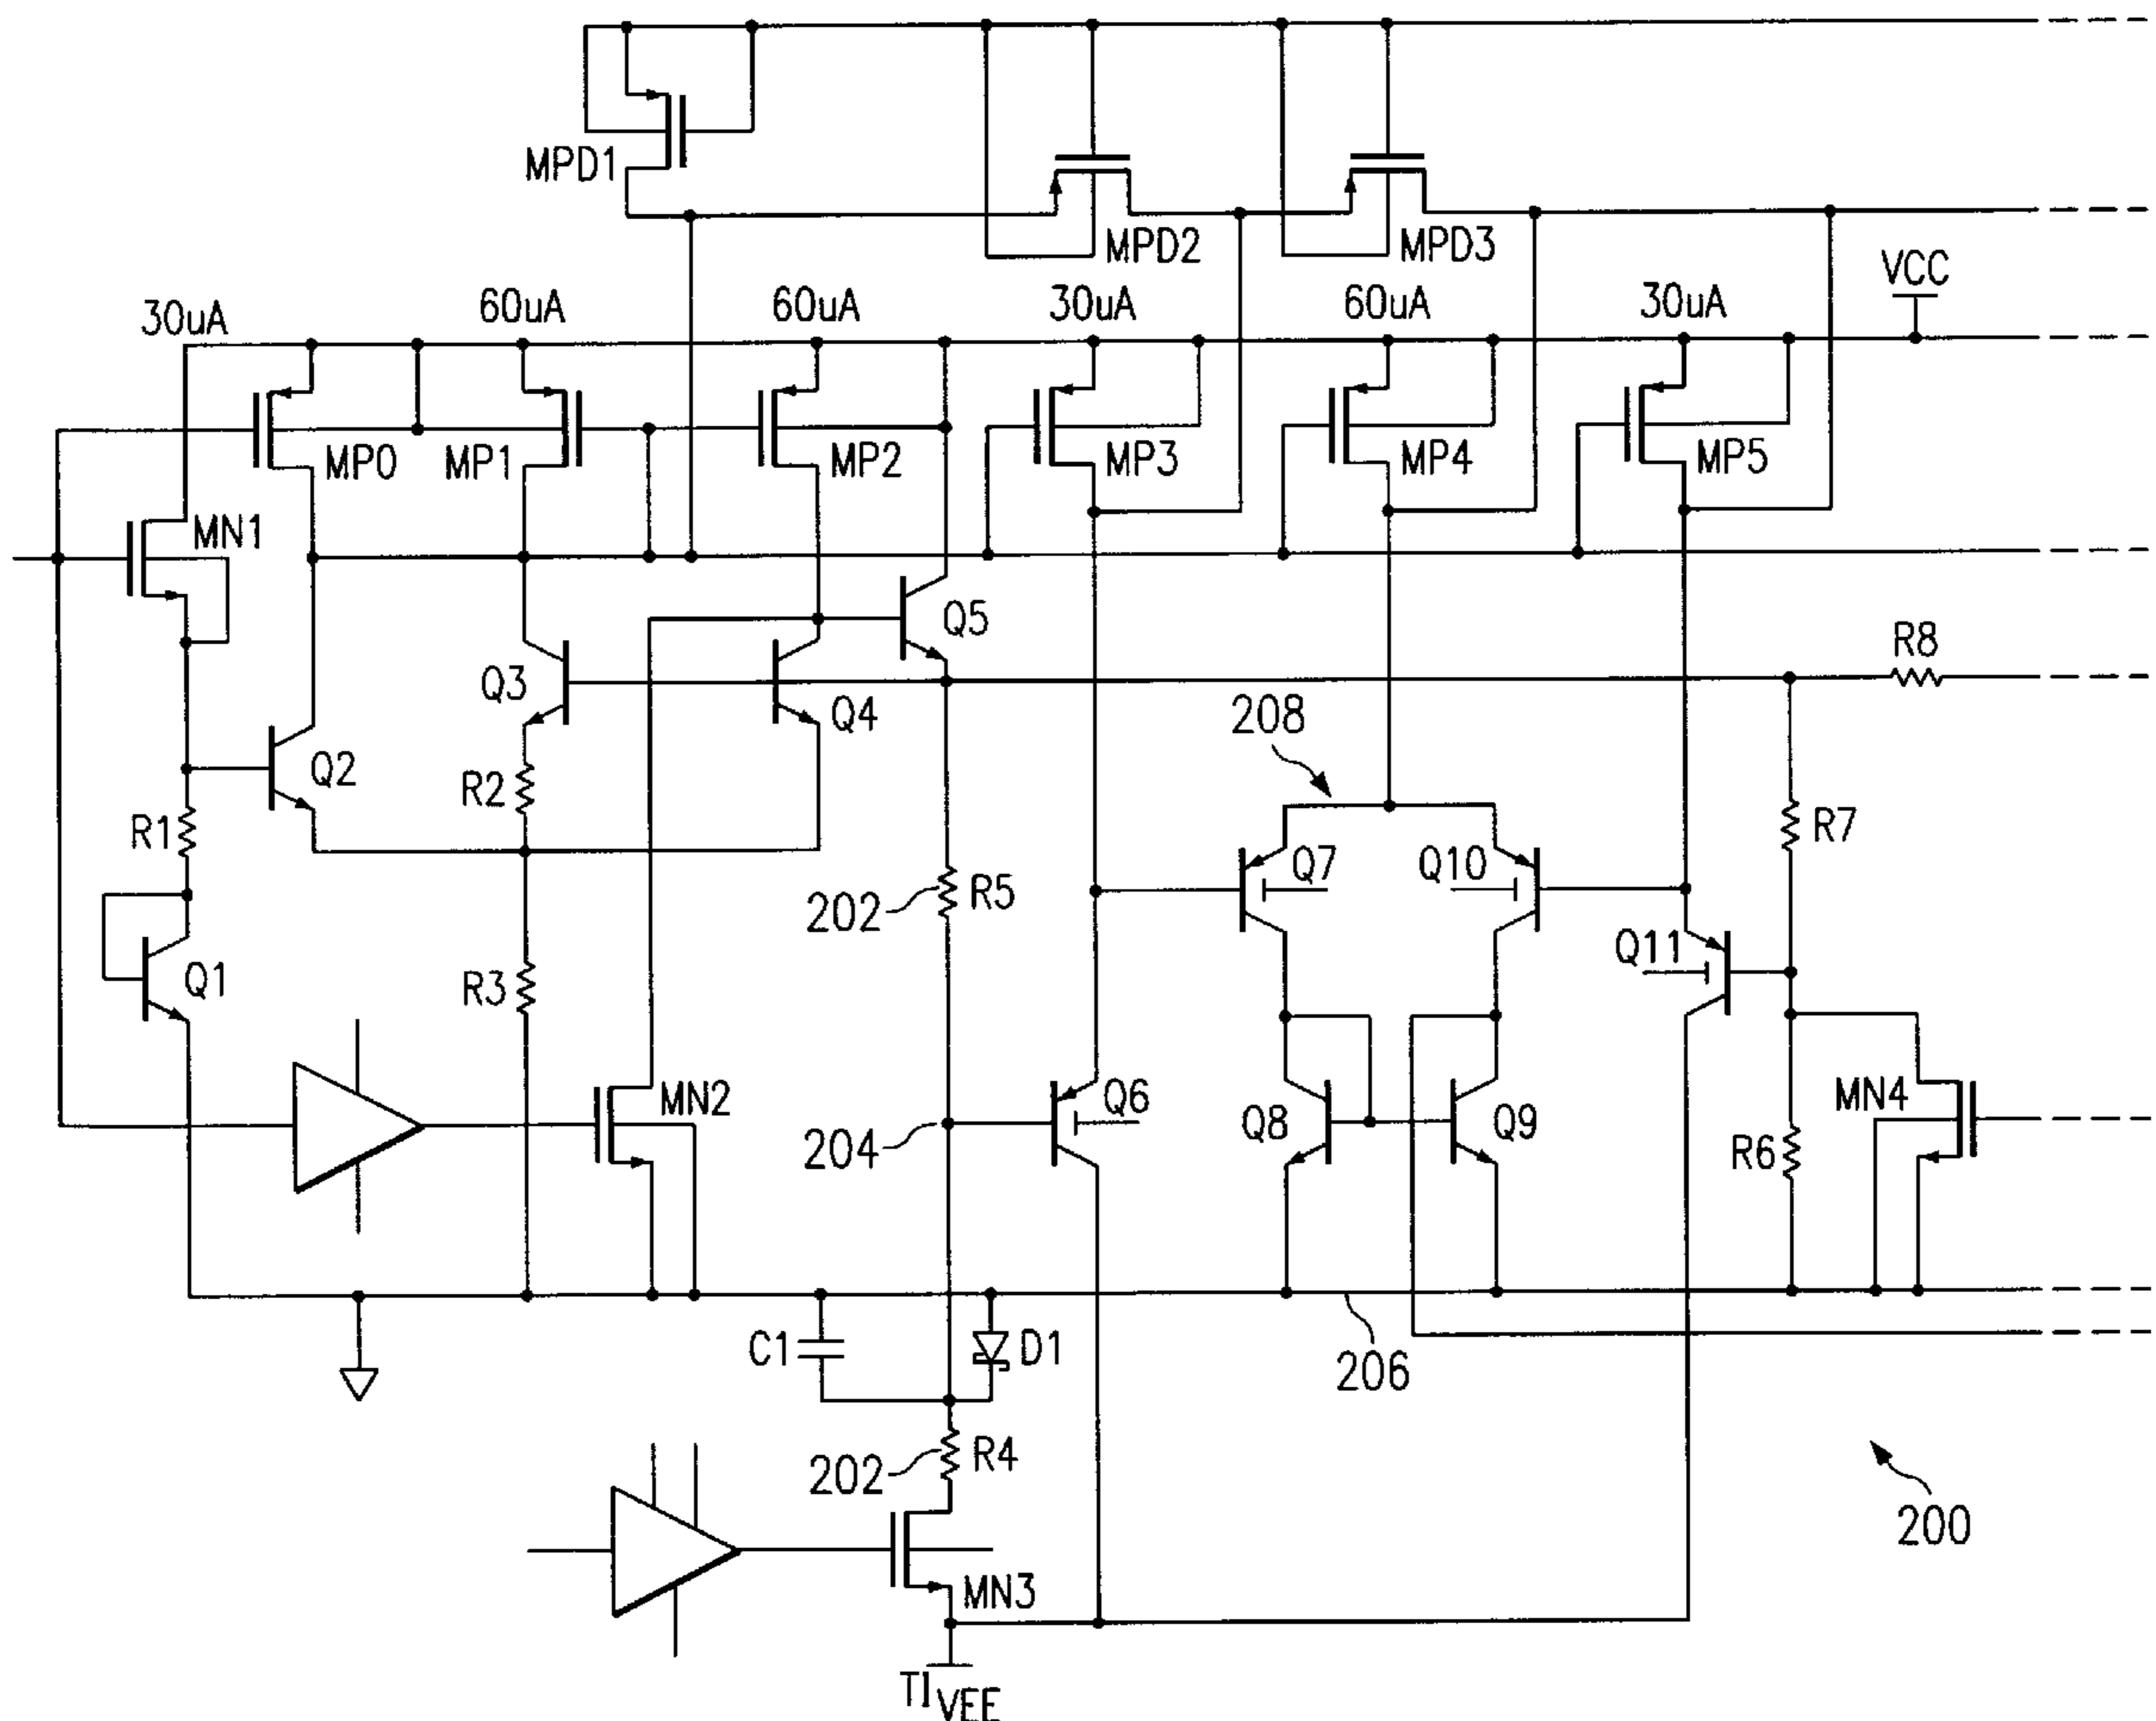 MPD1
MPD2
MPD3
VCC
30uA
60uA
60uA
30uA
60uA
30uA
MP0
MP1
MP2
MP3
MP4
MP5
MN1
Q5
R8
Q3
Q4
208
Q2
R2
R1
R7
Q7
Q10
202
R5
Q11
Q1
R3
MN2
Q6
MN4
204
Q8
Q9
R6
C1
D1
206
202
R4
200
MN3
TI VEE